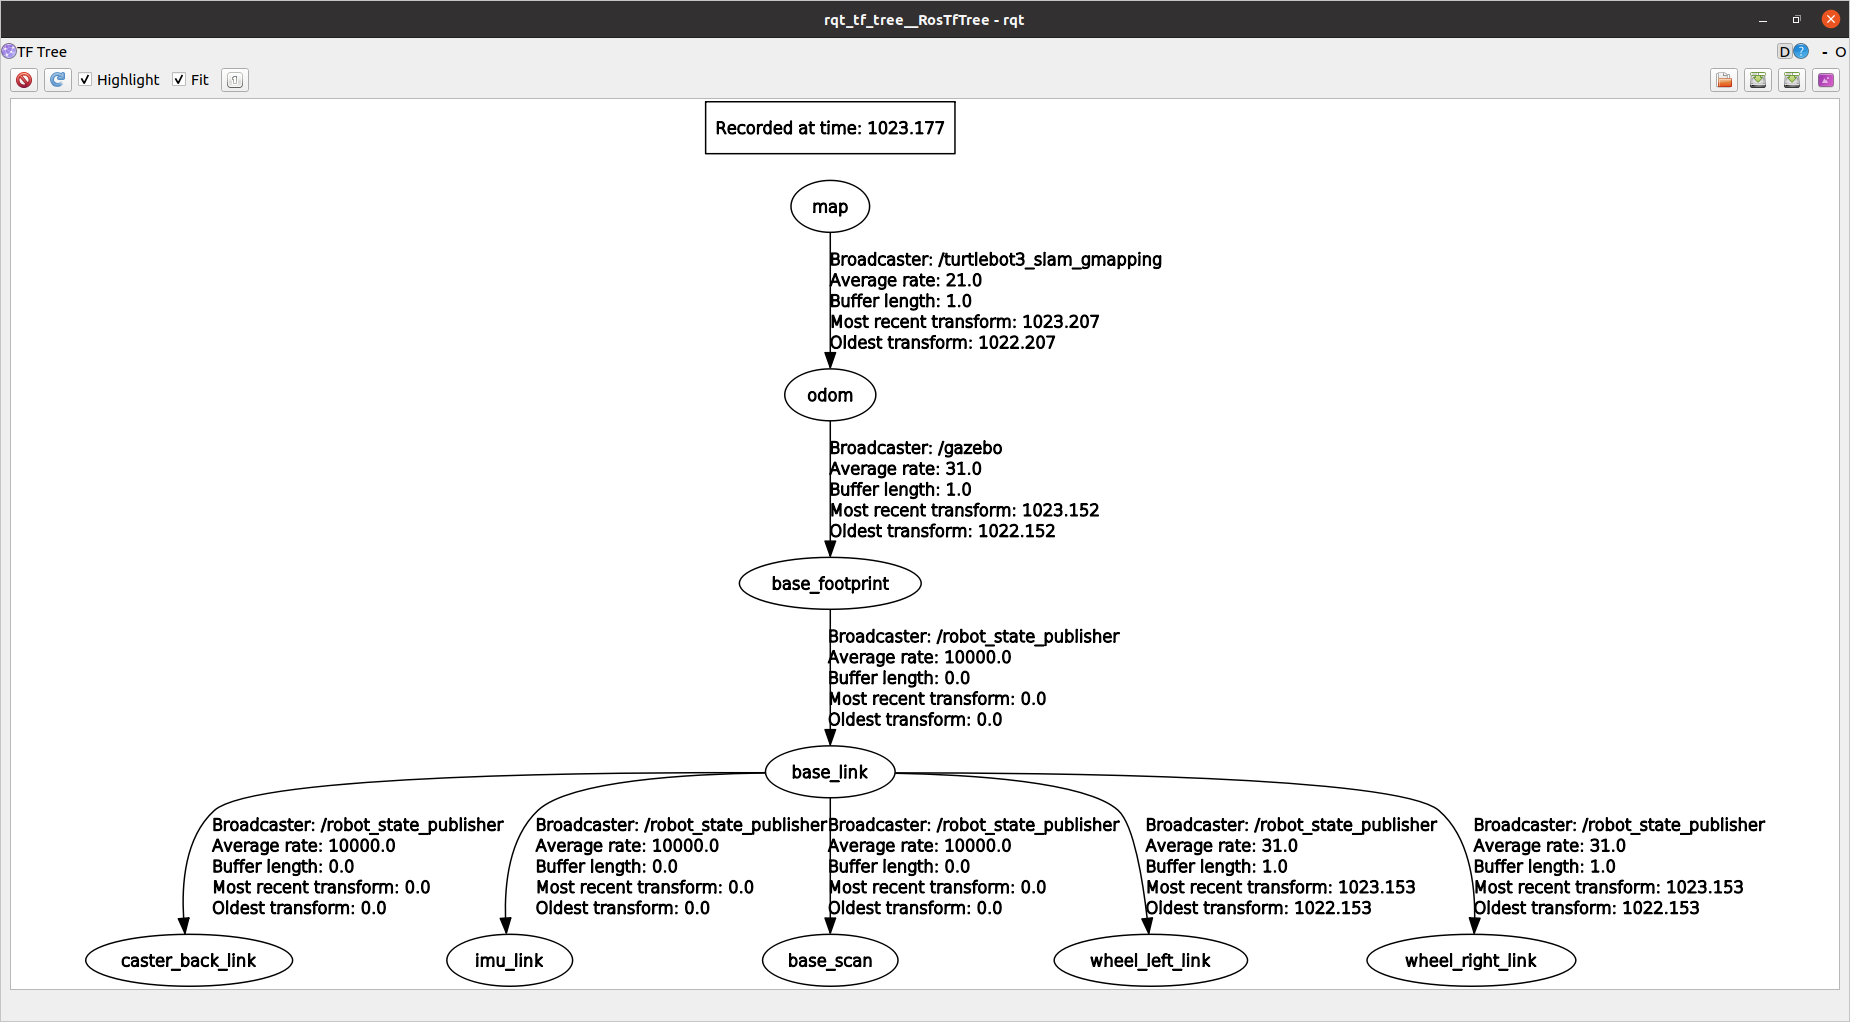 rqt_tf_tree__RosTfTree - rqt
TF Tree
D ? - O
Highlight Fit
Recorded at time: 1023.177
map
Broadcaster: /turtlebot3_slam_gmapping
Average rate: 21.0
Buffer length: 1.0
Most recent transform: 1023.207
Oldest transform: 1022.207
odom
Broadcaster: /gazebo
Average rate: 31.0
Buffer length: 1.0
Most recent transform: 1023.152
Oldest transform: 1022.152
base_footprint
Broadcaster: /robot_state_publisher
Average rate: 10000.0
Buffer length: 0.0
Most recent transform: 0.0
Oldest transform: 0.0
base_link
Broadcaster: /robot_state_publisher
Average rate: 10000.0
Buffer length: 0.0
Most recent transform: 0.0
Oldest transform: 0.0
caster_back_link
Broadcaster: /robot_state_publisher
Average rate: 10000.0
Buffer length: 0.0
Most recent transform: 0.0
Oldest transform: 0.0
imu_link
Broadcaster: /robot_state_publisher
Average rate: 10000.0
Buffer length: 0.0
Most recent transform: 0.0
Oldest transform: 0.0
base_scan
Broadcaster: /robot_state_publisher
Average rate: 31.0
Buffer length: 1.0
Most recent transform: 1023.153
Oldest transform: 1022.153
wheel_left_link
Broadcaster: /robot_state_publisher
Average rate: 31.0
Buffer length: 1.0
Most recent transform: 1023.153
Oldest transform: 1022.153
wheel_right_link